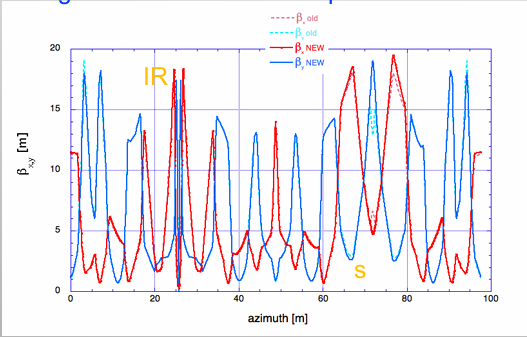 βx old
βy old
βx NEW
βy NEW
20
IR
15
βx,y [m]
10
5
S
0
0 20 40 60 80 100
azimuth [m]